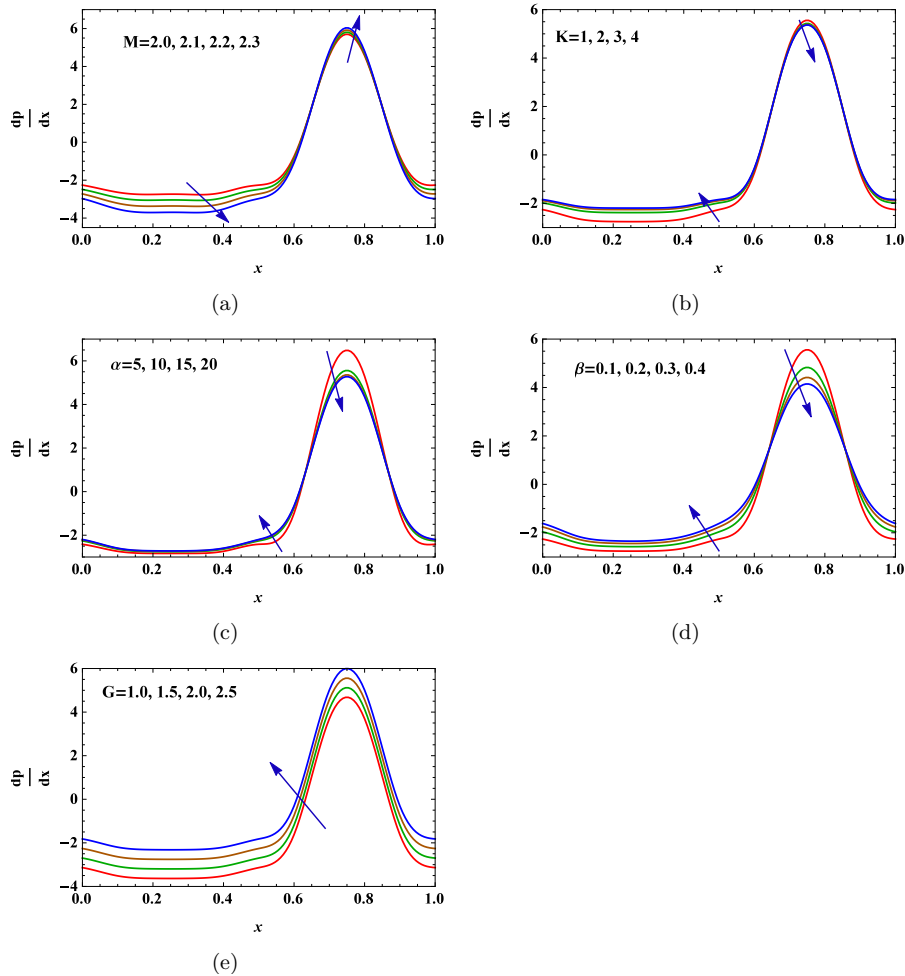 M=2.0, 2.1, 2.2, 2.3
dp
dx
6
4
2
0
−2
−4
0.0 0.2 0.4 0.6 0.8 1.0
x
(a)
K=1, 2, 3, 4
dp
dx
6
4
2
0
−2
0.0 0.2 0.4 0.6 0.8 1.0
x
(b)
α=5, 10, 15, 20
dp
dx
6
4
2
0
−2
0.0 0.2 0.4 0.6 0.8 1.0
x
(c)
β=0.1, 0.2, 0.3, 0.4
dp
dx
6
4
2
0
−2
0.0 0.2 0.4 0.6 0.8 1.0
x
(d)
G=1.0, 1.5, 2.0, 2.5
dp
dx
6
4
2
0
−2
−4
0.0 0.2 0.4 0.6 0.8 1.0
x
(e)